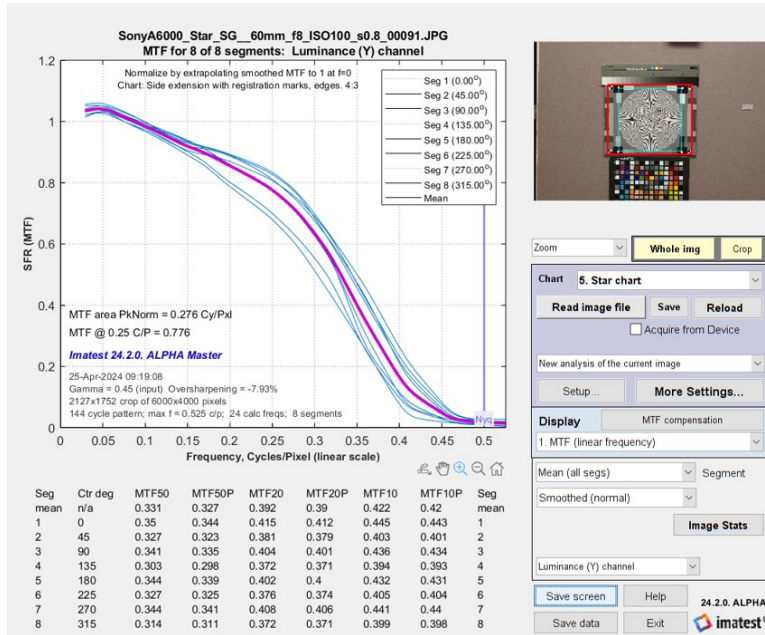 SonyA6000_Star_SG__60mm_f8_ISO100_s0.8_00091.JPG
MTF for 8 of 8 segments: Luminance (Y) channel
Normalize by extrapolating smoothed MTF to 1 at f=0
Chart: Side extension with registration marks, edges. 4:3
Seg 1 (0.00°)
Seg 2 (45.00°)
Seg 3 (90.00°)
Seg 4 (135.00°)
Seg 5 (180.00°)
Seg 6 (225.00°)
Seg 7 (270.00°)
Seg 8 (315.00°)
Mean
1.2
1
0.8
0.6
0.4
0.2
0
SFR (MTF)
MTF area PkNorm = 0.276 Cy/Pxl
MTF @ 0.25 C/P = 0.776
Imatest 24.2.0. ALPHA Master
25-Apr-2024 09:19:08
Gamma = 0.45 (input) Oversharpening = -7.93%
2127x1752 crop of 6000x4000 pixels
144 cycle pattern; max f = 0.525 c/p; 24 calc freqs; 8 segments
Nyq
0 0.05 0.1 0.15 0.2 0.25 0.3 0.35 0.4 0.45 0.5
Frequency, Cycles/Pixel (linear scale)
Seg Ctr deg MTF50 MTF50P MTF20 MTF20P MTF10 MTF10P Seg
mean n/a 0.331 0.327 0.392 0.39 0.422 0.42 mean
1 0 0.35 0.344 0.415 0.412 0.445 0.443 1
2 45 0.327 0.323 0.381 0.379 0.403 0.401 2
3 90 0.341 0.335 0.404 0.401 0.436 0.434 3
4 135 0.303 0.298 0.372 0.371 0.394 0.393 4
5 180 0.344 0.339 0.402 0.4 0.432 0.431 5
6 225 0.327 0.325 0.376 0.374 0.405 0.404 6
7 270 0.344 0.341 0.408 0.406 0.441 0.44 7
8 315 0.314 0.311 0.372 0.371 0.399 0.398 8
Zoom
Whole img
Crop
Chart
5. Star chart
Read image file
Save
Reload
Acquire from Device
New analysis of the current image
Setup...
More Settings...
Display
MTF compensation
1. MTF (linear frequency)
Mean (all segs)
Segment
Smoothed (normal)
Image Stats
Luminance (Y) channel
Save screen
Help
24.2.0. ALPHA
Save data
Exit
imatest